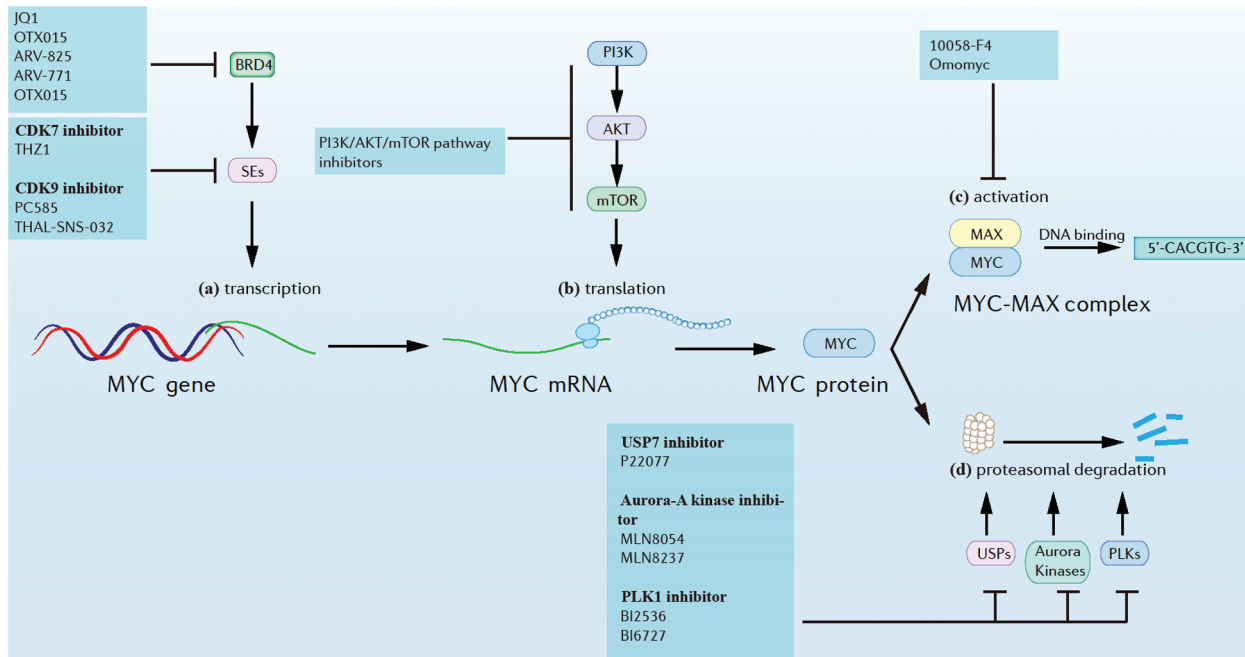 JQ1
OTX015
ARV-825
ARV-771
OTX015
BRD4
CDK7 inhibitor
THZ1
CDK9 inhibitor
PC585
THAL-SNS-032
SEs
(a) transcription
MYC gene
PI3K/AKT/mTOR pathway
inhibitors
PI3K
AKT
mTOR
(b) translation
MYC mRNA
MYC
MYC protein
10058-F4
Omomyc
(c) activation
MAX
MYC
DNA binding
5'-CACGTG-3'
MYC-MAX complex
(d) proteasomal degradation
USPs
Aurora
Kinases
PLKs
USP7 inhibitor
P22077
Aurora-A kinase inhibi-
tor
MLN8054
MLN8237
PLK1 inhibitor
BI2536
BI6727